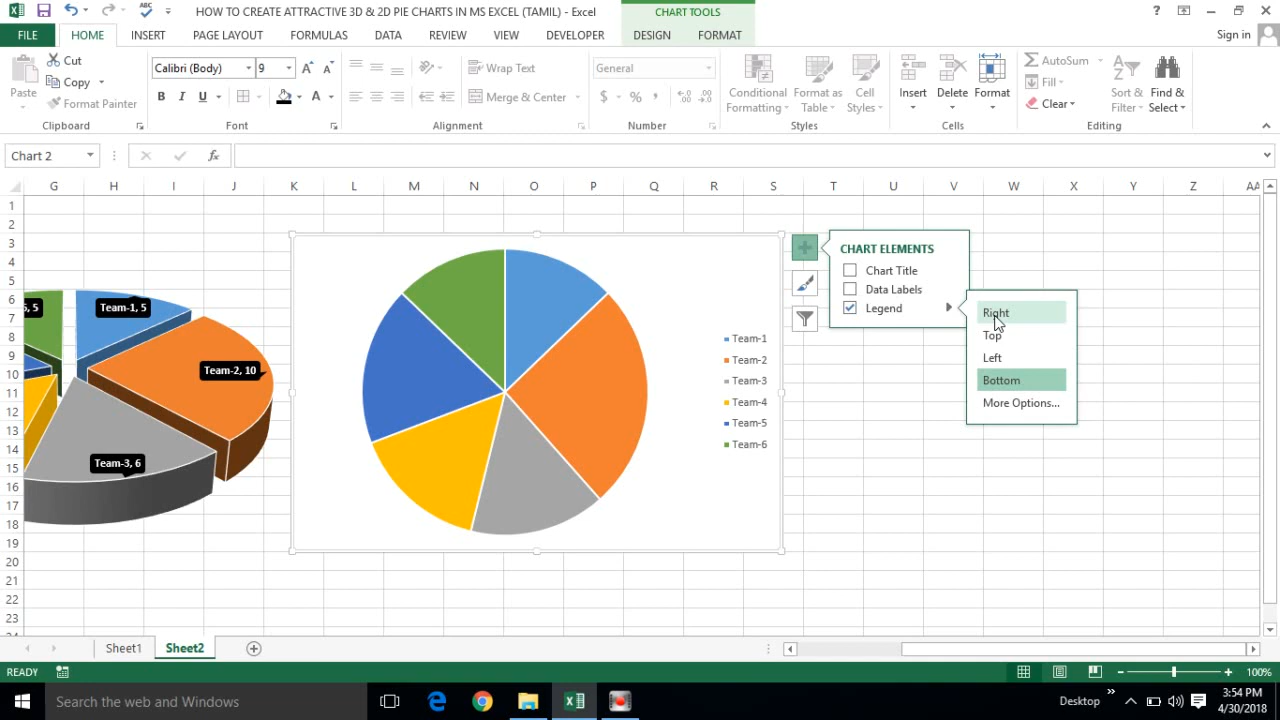 HOW TO CREATE ATTRACTIVE 3D & 2D PIE CHARTS IN MS EXCEL (TAMIL) - Excel
CHART TOOLS
?
FILE HOME INSERT PAGE LAYOUT FORMULAS DATA REVIEW VIEW DEVELOPER DESIGN FORMAT Sign in
Paste
Cut
Copy
Format Painter
Calibri (Body) 9
B I U
Wrap Text
Merge & Center
General
$ % ,
Conditional Formatting
Format as Table
Cell Styles
Insert Delete Format
AutoSum
Fill
Clear
Sort & Filter
Find & Select
Clipboard Font Alignment Number Styles Cells Editing
Chart 2 fx
G H I J K L M N O P Q R S T U V W X Y Z AA
1
2
3
4
5
6
7
8
9
10
11
12
13
14
15
16
17
18
19
20
21
22
23
24
5, 5
Team-1, 5
Team-2, 10
Team-3, 6
Team-1
Team-2
Team-3
Team-4
Team-5
Team-6
CHART ELEMENTS
Chart Title
Data Labels
Legend
Right
Top
Left
Bottom
More Options...
Sheet1 Sheet2
READY 100%
Search the web and Windows
Desktop
3:54 PM
4/30/2018